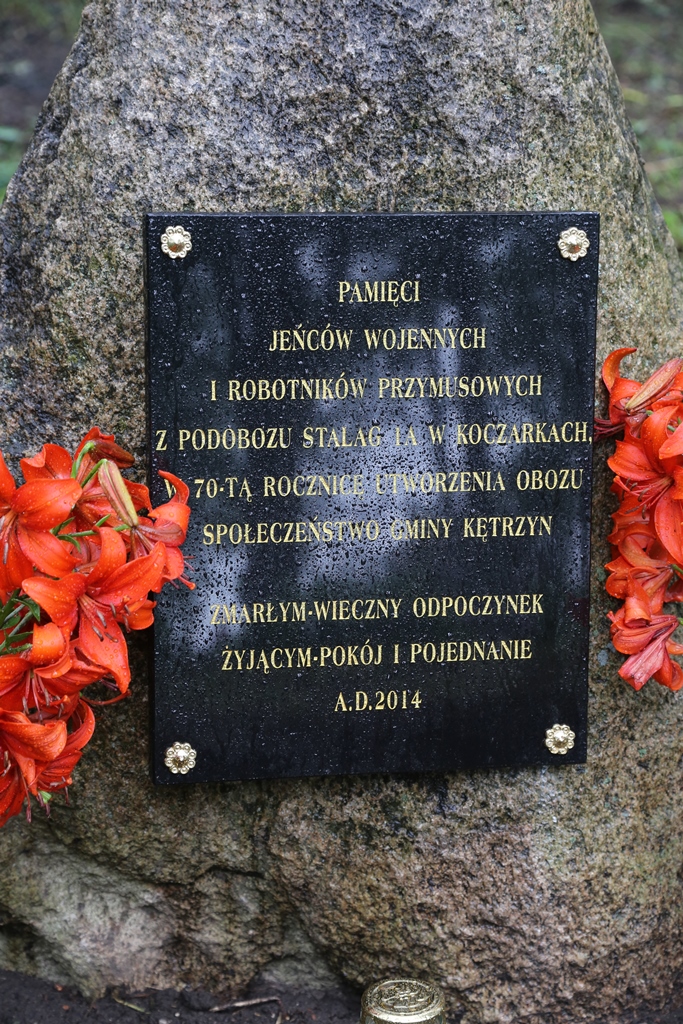 PAMIĘCI
JEŃCÓW WOJENNYCH
I ROBOTNIKÓW PRZYMUSOWYCH
Z PODOBOZU STALAG IA W KOCZARKACH,
W 70-TĄ ROCZNICE UTWORZENIA OBOZU
SPOŁECZEŃSTWO GMINY KĘTRZYN
ZMARŁYM-WIECZNY ODPOCZYNEK
ŻYJĄCYM-POKÓJ I POJEDNANIE
A.D.2014